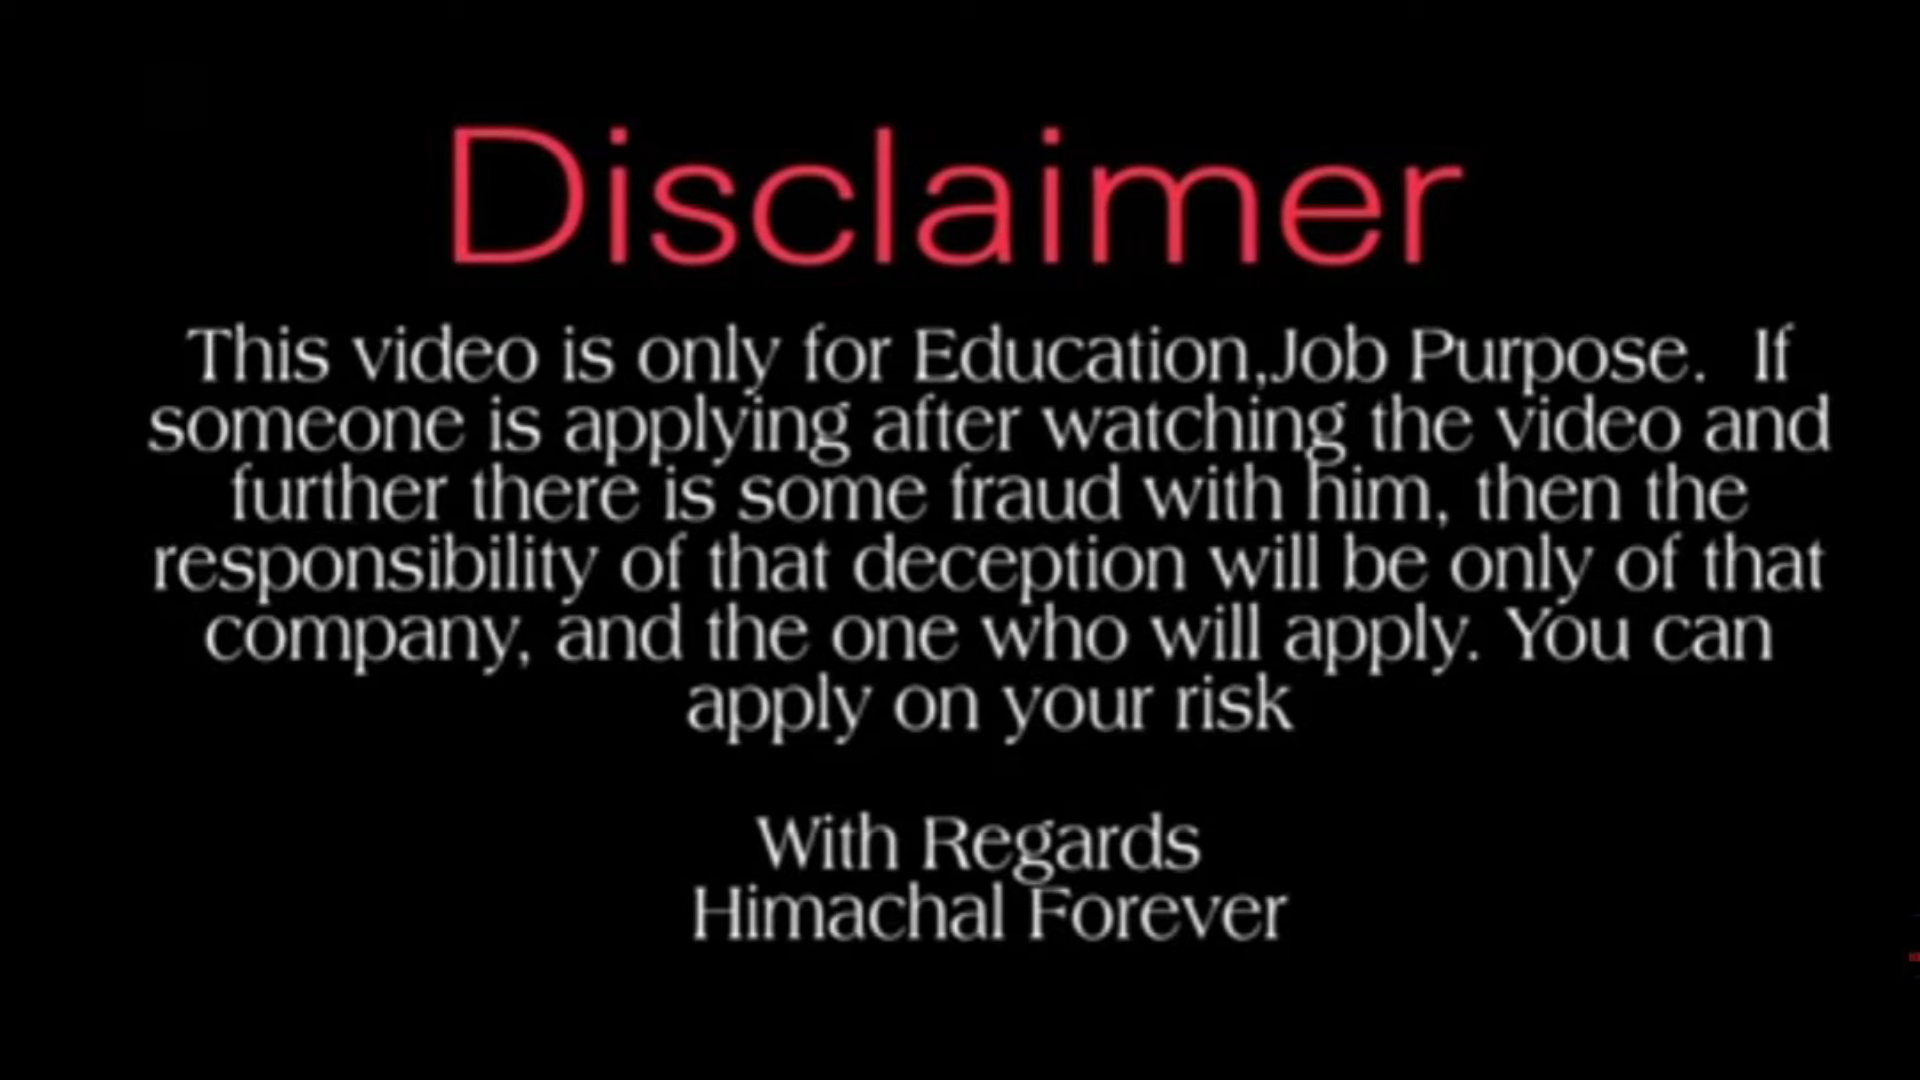 Disclaimer
This video is only for Education,Job Purpose.  If
someone is applying after watching the video and
further there is some fraud with him, then the
responsibility of that deception will be only of that
company, and the one who will apply. You can
apply on your risk
With Regards
Himachal Forever